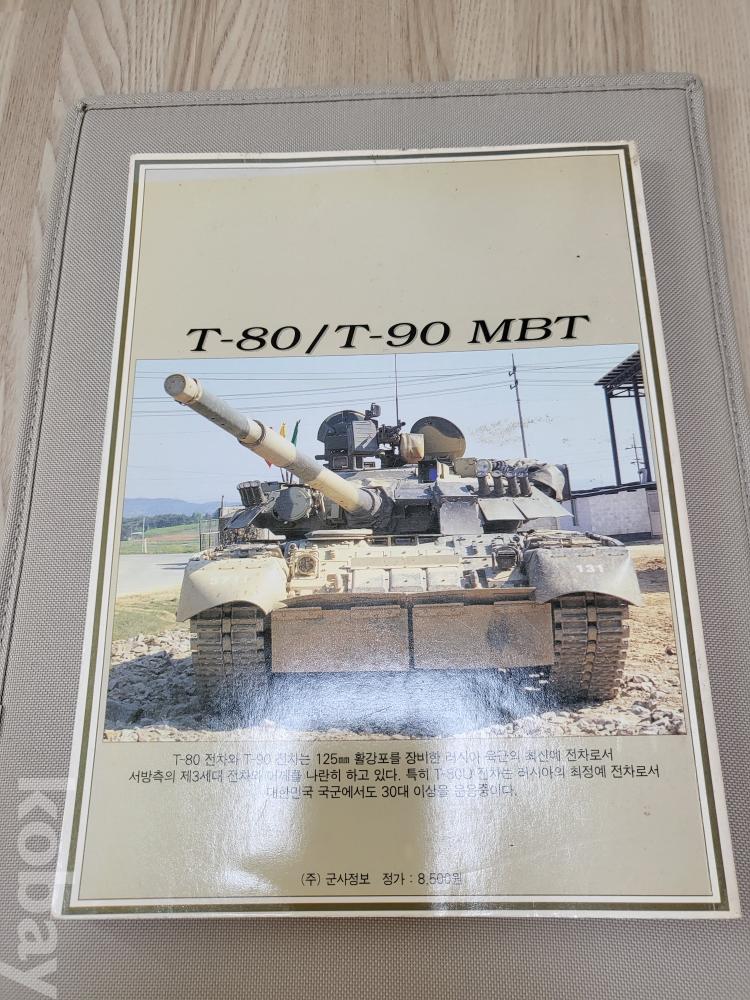 T-80/T-90 MBT
131
T-80 전차와 T-90 전차는 125㎜ 활강포를 장비한 러시아 육군의 최신예 전차로서
서방측의 제3세대 전차와 어깨를 나란히 하고 있다. 특히 T-80U 전차는 러시아의 최정예 전차로서
대한민국 국군에서도 30대 이상을 운용중이다.
(주) 군사정보 정가 : 8,500원
kobay